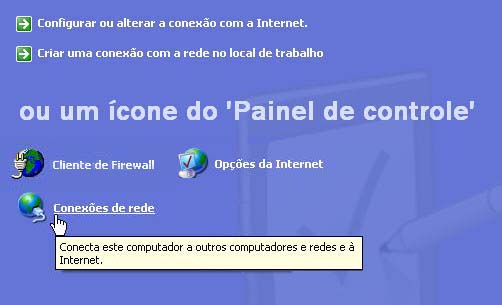 Configurar ou alterar a conexão com a Internet.
Criar uma conexão com a rede no local de trabalho
ou um ícone do 'Painel de controle'
Cliente de Firewall
Opções da Internet
Conexões de rede
Conecta este computador a outros computadores e redes e à
Internet.